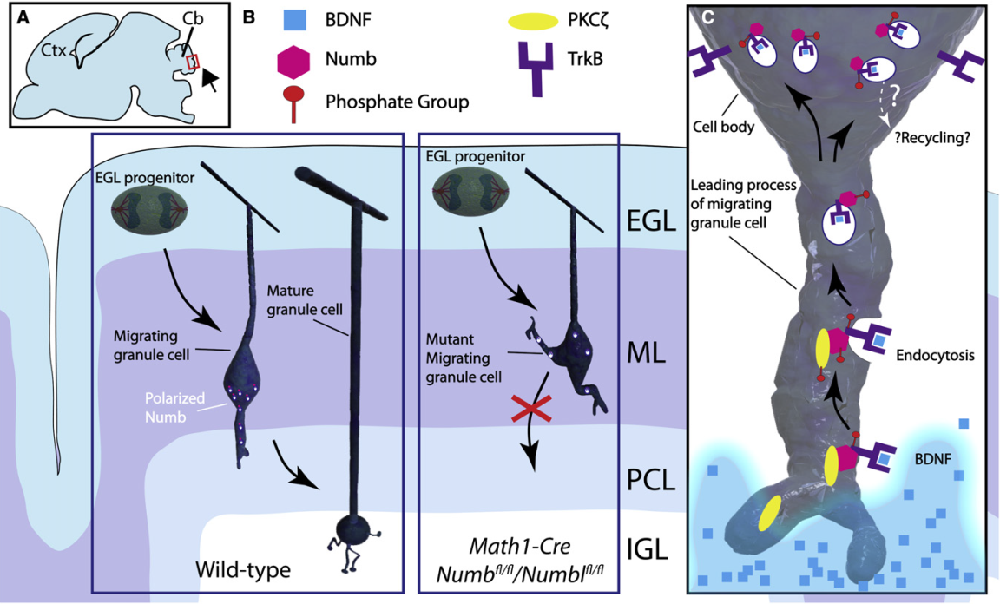 A
Cb
Ctx
B
BDNF
Numb
Phosphate Group
PKCζ
TrkB
EGL progenitor
Migrating
granule cell
Polarized
Numb
Mature
granule cell
Wild-type
EGL progenitor
Mutant
Migrating
granule cell
Math1-Cre
Numbfl/fl/Numblfl/fl
EGL
ML
PCL
IGL
C
Cell body
?
?Recycling?
Leading process
of migrating
granule cell
Endocytosis
BDNF